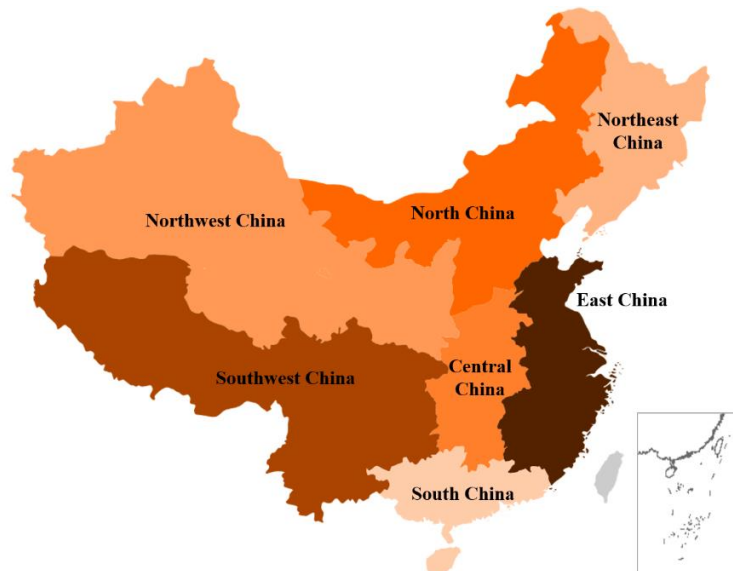 Northeast
China
Northwest China
North China
East China
Central
China
Southwest China
South China